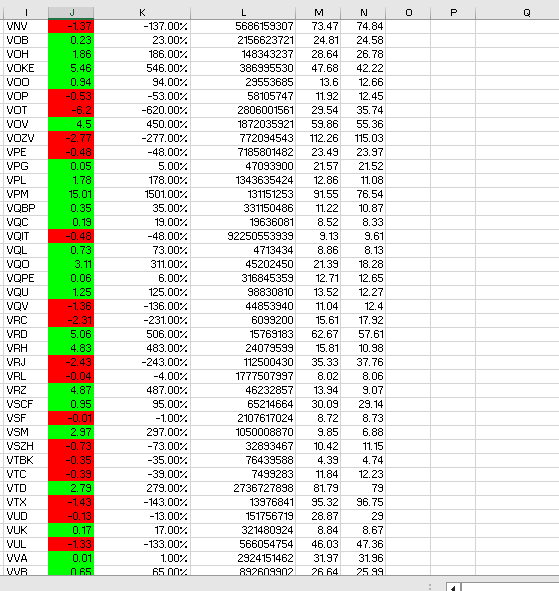 I J K L M N O P Q
VNV -1.37 -137.00% 5686159307 73.47 74.84
VOB 0.23 23.00% 2156623721 24.81 24.58
VOH 1.86 186.00% 148343237 28.64 26.78
VOKE 5.46 546.00% 386995530 47.68 42.22
VOO 0.94 94.00% 29553685 13.6 12.66
VOP -0.53 -53.00% 58105747 11.92 12.45
VOT -6.2 -620.00% 2806001561 29.54 35.74
VOV 4.5 450.00% 1872035921 59.86 55.36
VOZV -2.77 -277.00% 772094543 112.26 115.03
VPE -0.48 -48.00% 7185801482 23.49 23.97
VPG 0.05 5.00% 47093900 21.57 21.52
VPL 1.78 178.00% 1343635424 12.86 11.08
VPM 15.01 1501.00% 131151253 91.55 76.54
VQBP 0.35 35.00% 331150486 11.22 10.87
VQC 0.19 19.00% 19636081 8.52 8.33
VQIT -0.48 -48.00% 92250553939 9.13 9.61
VQL 0.73 73.00% 4713434 8.86 8.13
VQO 3.11 311.00% 45202450 21.39 18.28
VQPE 0.06 6.00% 316845359 12.71 12.65
VQU 1.25 125.00% 98830810 13.52 12.27
VQV -1.36 -136.00% 44853940 11.04 12.4
VRC -2.31 -231.00% 6099200 15.61 17.92
VRD 5.06 506.00% 15769183 62.67 57.61
VRH 4.83 483.00% 24079599 15.81 10.98
VRJ -2.43 -243.00% 112500430 35.33 37.76
VRL -0.04 -4.00% 1777507997 8.02 8.06
VRZ 4.87 487.00% 46232857 13.94 9.07
VSCF 0.95 95.00% 65214664 30.09 29.14
VSF -0.01 -1.00% 2107617024 8.72 8.73
VSM 2.97 297.00% 1050008870 9.85 6.88
VSZH -0.73 -73.00% 32893467 10.42 11.15
VTBK -0.35 -35.00% 76439588 4.39 4.74
VTC -0.39 -39.00% 7499283 11.84 12.23
VTD 2.79 279.00% 2736727898 81.79 79
VTX -1.43 -143.00% 13976841 95.32 96.75
VUD -0.13 -13.00% 151756719 28.87 29
VUK 0.17 17.00% 321480924 8.84 8.67
VUL -1.33 -133.00% 566054754 46.03 47.36
VVA 0.01 1.00% 2924151462 31.97 31.96
VVB 0.65 65.00% 892609902 26.64 25.99